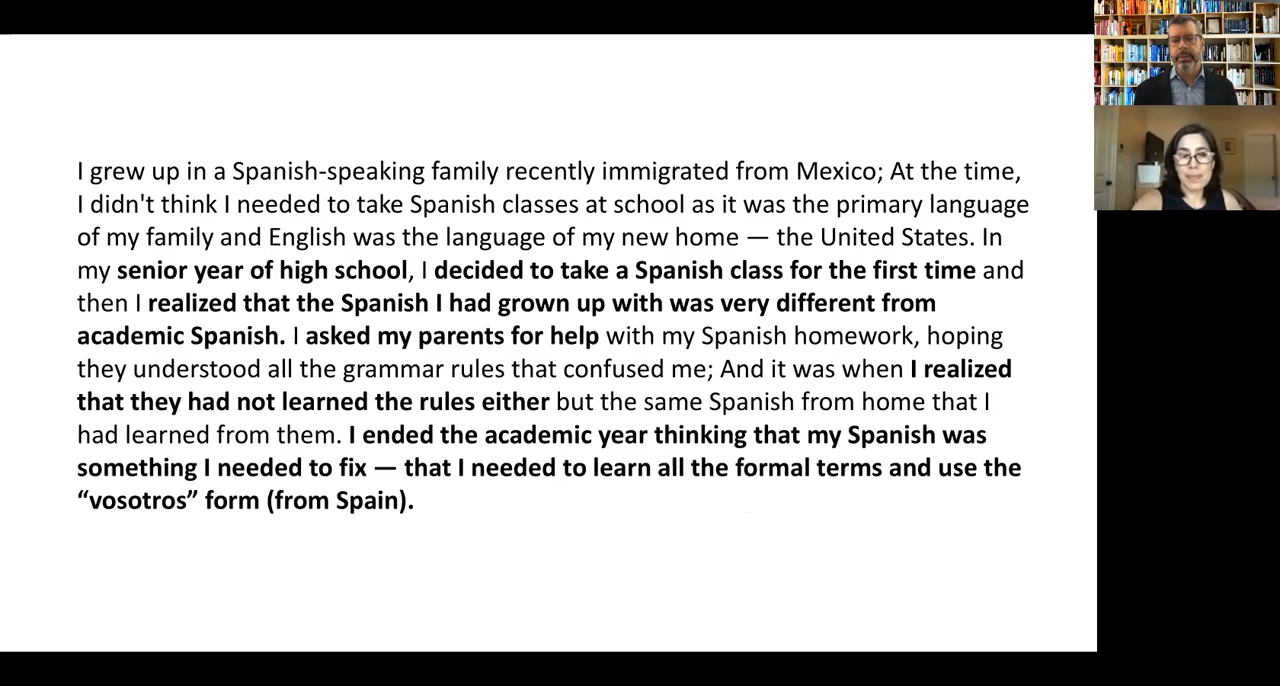 I grew up in a Spanish-speaking family recently immigrated from Mexico; At the time,
I didn't think I needed to take Spanish classes at school as it was the primary language
of my family and English was the language of my new home — the United States. In
my senior year of high school, I decided to take a Spanish class for the first time and
then I realized that the Spanish I had grown up with was very different from
academic Spanish. I asked my parents for help with my Spanish homework, hoping
they understood all the grammar rules that confused me; And it was when I realized
that they had not learned the rules either but the same Spanish from home that I
had learned from them. I ended the academic year thinking that my Spanish was
something I needed to fix — that I needed to learn all the formal terms and use the
“vosotros” form (from Spain).